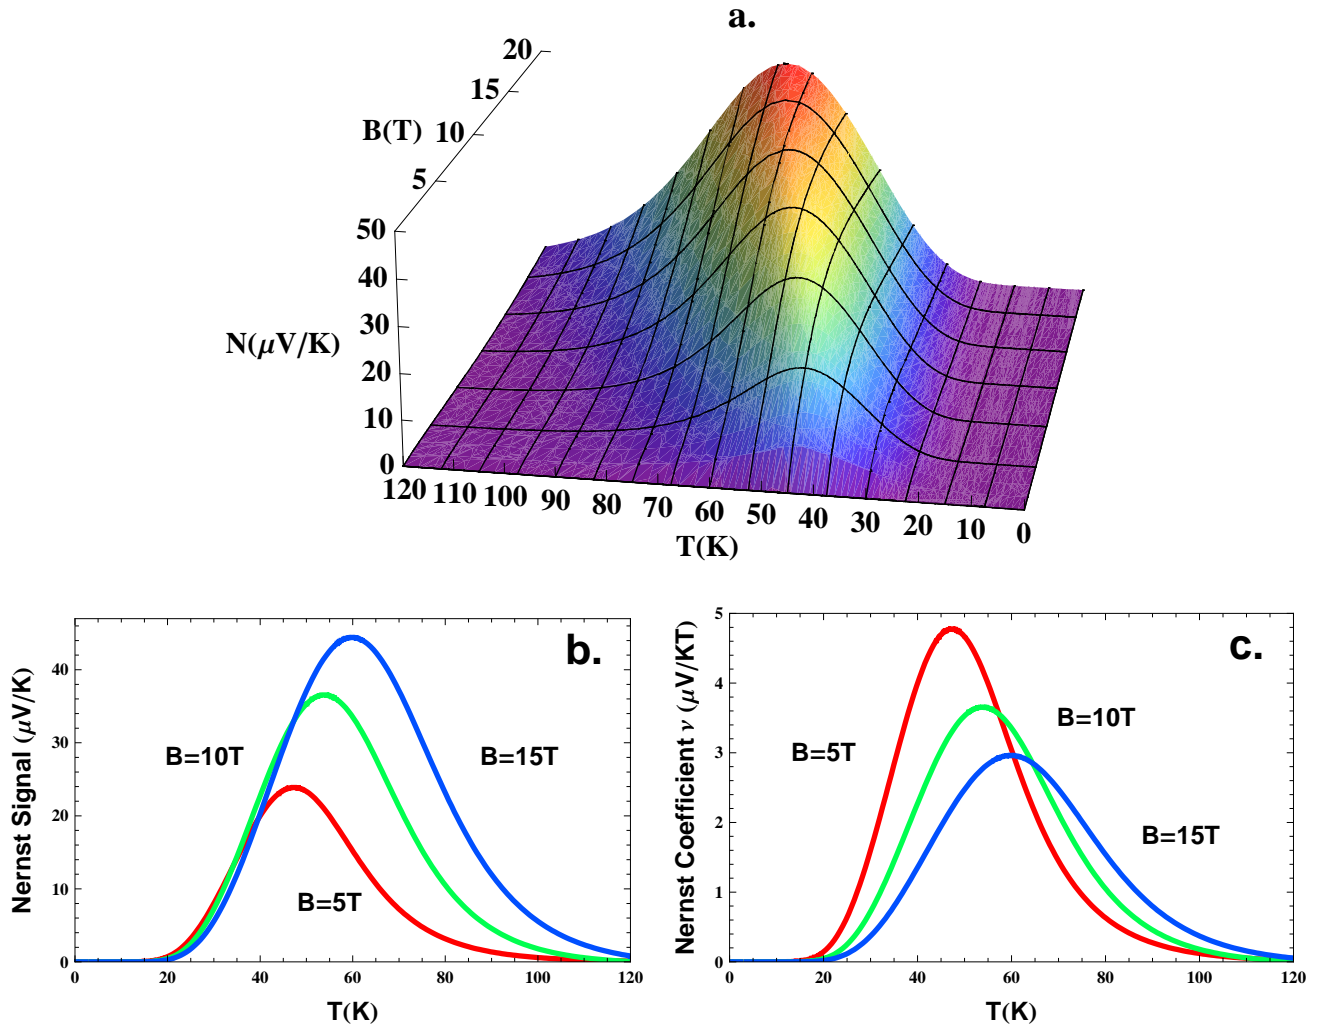 a.
20
15
B(T) 10
5
50
40
30
N(μV/K)
20
10
0
120 110 100 90 80 70 60 50 40 30 20 10 0
T(K)
b.
Nernst Signal (μV/K)
40
30
20
10
0
B=10T
B=15T
B=5T
0 20 40 60 80 100 120
T(K)
c.
Nernst Coefficient ν (μV/KT)
5
4
3
2
1
0
B=10T
B=5T
B=15T
0 20 40 60 80 100 120
T(K)